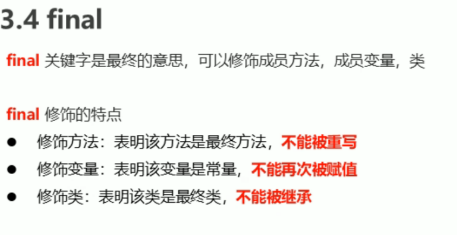 3.4 final
final 关键字是最终的意思，可以修饰成员方法，成员变量，类
final 修饰的特点
● 修饰方法：表明该方法是最终方法，不能被重写
● 修饰变量：表明该变量是常量，不能再次被赋值
● 修饰类：表明该类是最终类，不能被继承